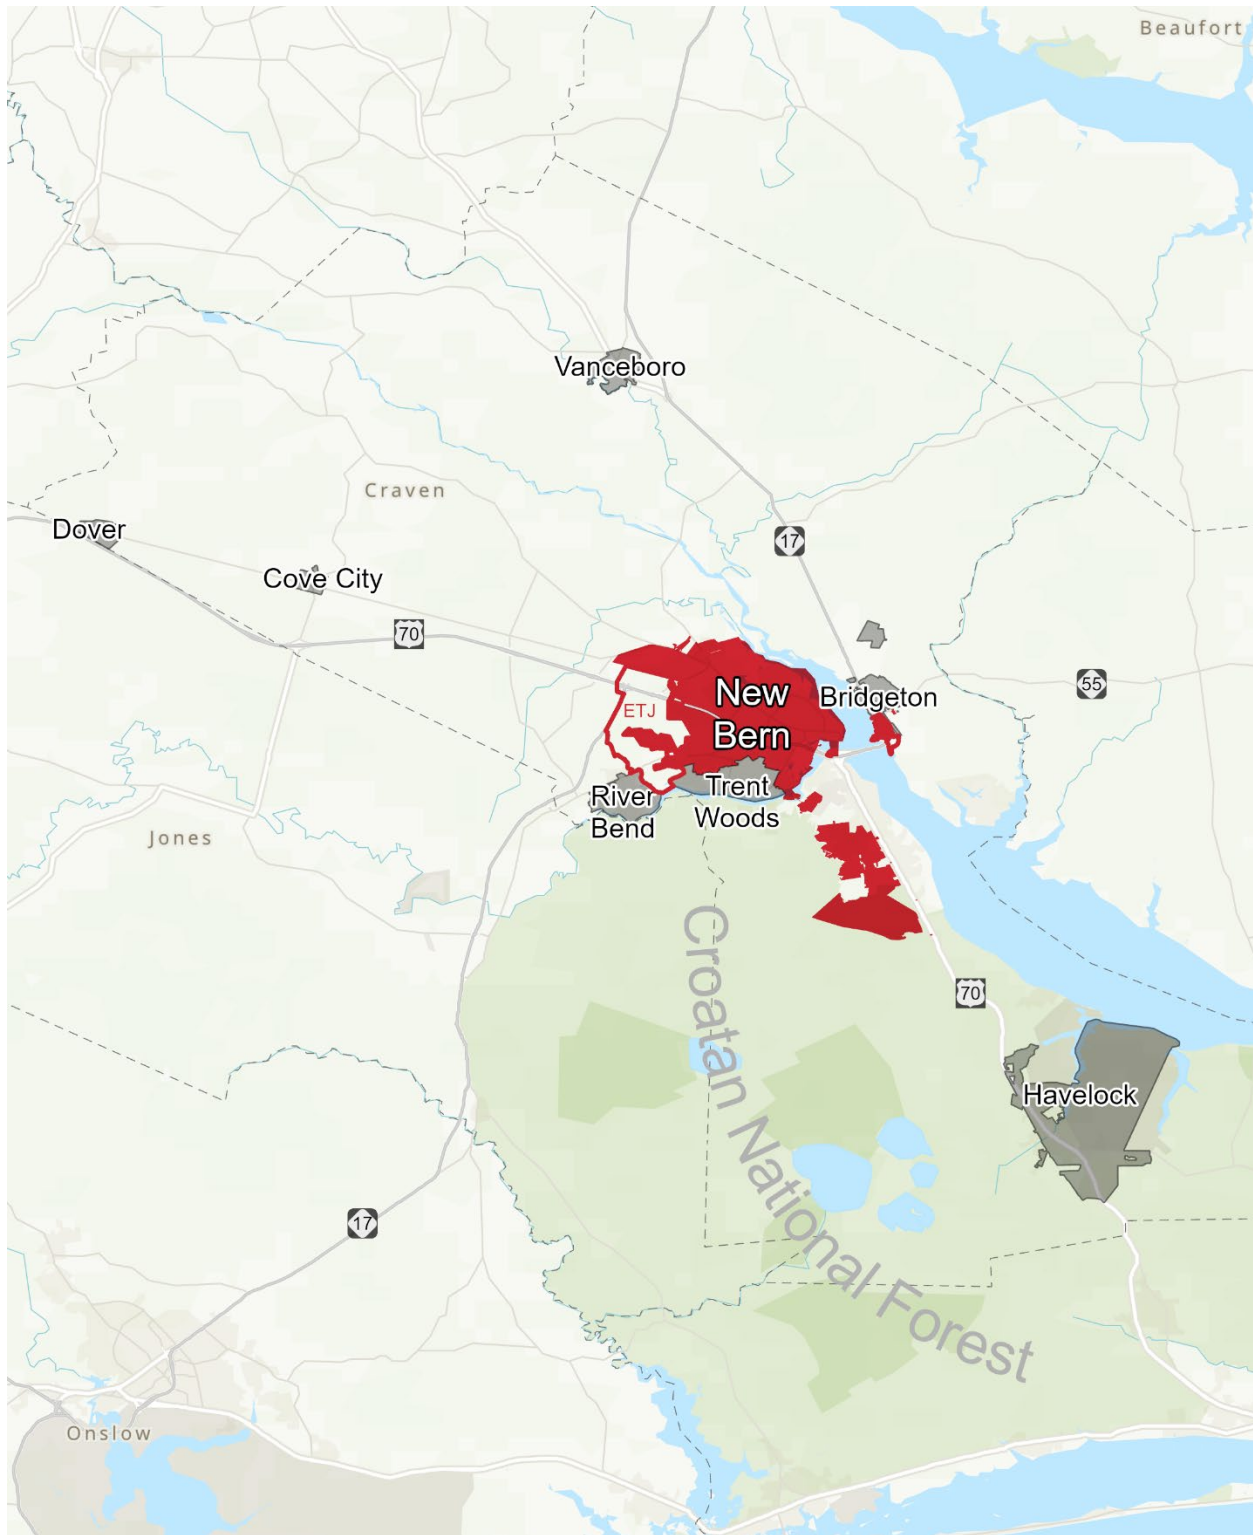 Beaufort
Vanceboro
Craven
Dover
17
Cove City
70
New
Bern
Bridgeton
55
ETJ
River
Bend
Trent
Woods
Jones
Croatan National Forest
70
Havelock
17
Onslow